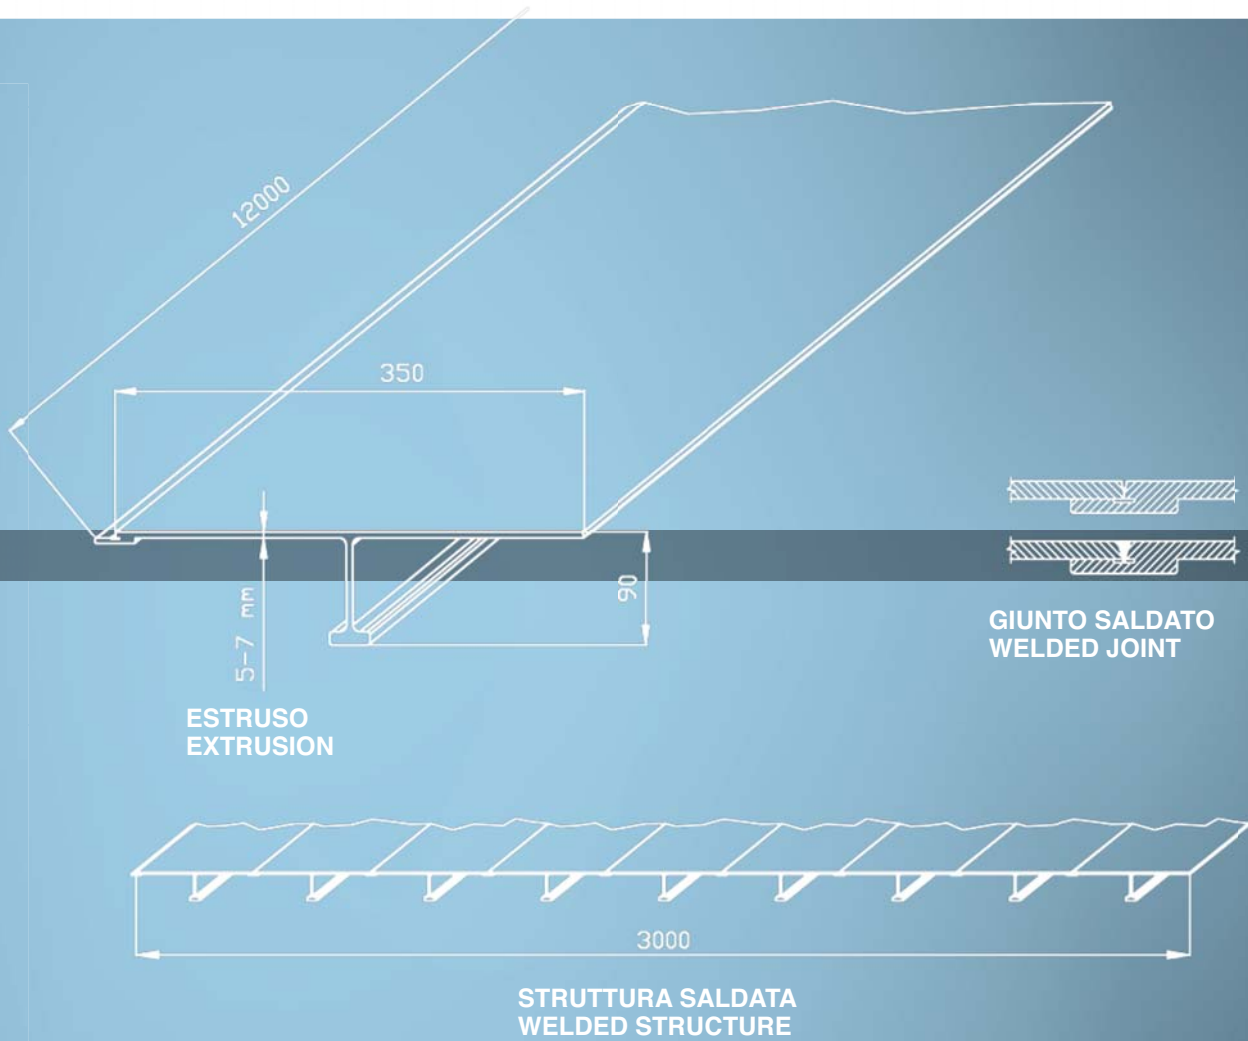 12000
350
90
5-7 mm
GIUNTO SALDATO
WELDED JOINT
ESTRUSO
EXTRUSION
3000
STRUTTURA SALDATA
WELDED STRUCTURE